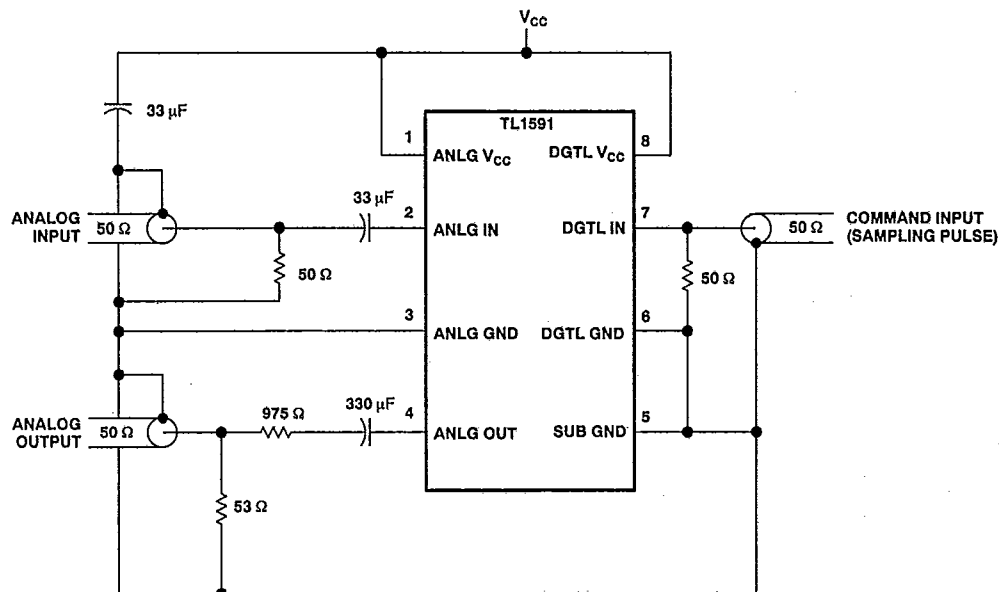 VCC
33 µF
TL1591
1
ANLG VCC
DGTL VCC
8
ANALOG
INPUT
50 Ω
33 µF
2
ANLG IN
DGTL IN
7
50 Ω
COMMAND INPUT
(SAMPLING PULSE)
50 Ω
50 Ω
3
ANLG GND
DGTL GND
6
ANALOG
OUTPUT
50 Ω
975 Ω
330 µF
4
ANLG OUT
SUB GND
5
53 Ω